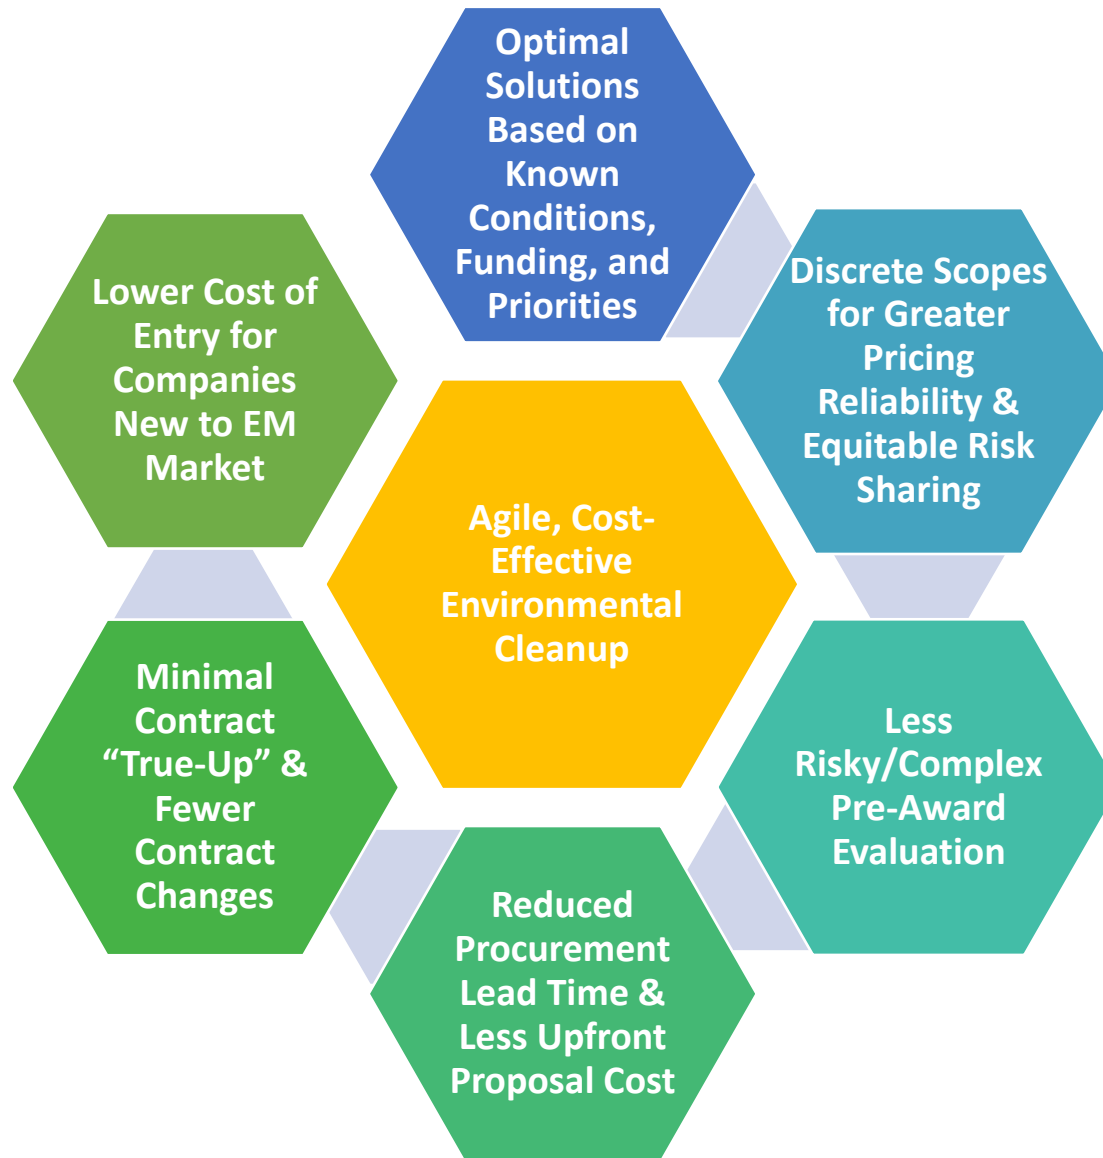 Optimal
Solutions
Based on
Known
Conditions,
Funding, and
Priorities
Discrete Scopes
for Greater
Pricing
Reliability &
Equitable Risk
Sharing
Less
Risky/Complex
Pre-Award
Evaluation
Reduced
Procurement
Lead Time &
Less Upfront
Proposal Cost
Minimal
Contract
“True-Up” &
Fewer
Contract
Changes
Lower Cost of
Entry for
Companies
New to EM
Market
Agile, Cost-
Effective
Environmental
Cleanup